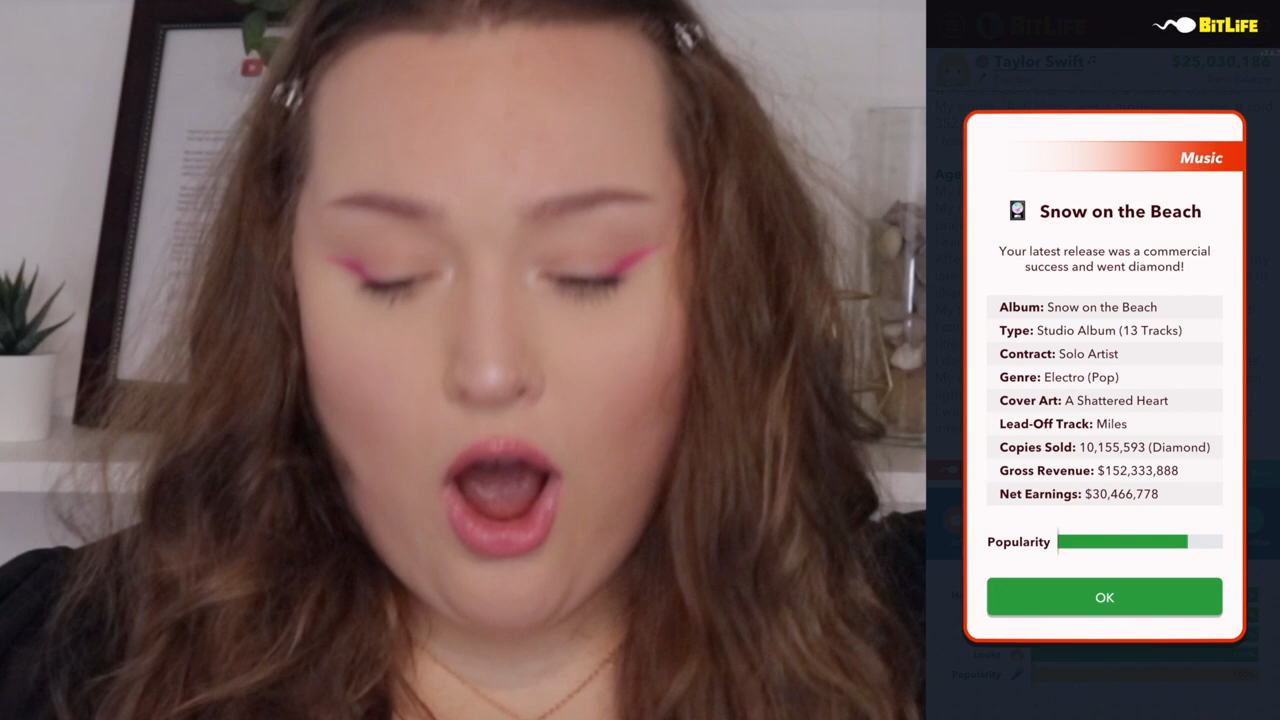 BITLIFE
BITLIFE
Taylor Swift
$25,030,186
Music
Snow on the Beach
Your latest release was a commercial
success and went diamond!
Album: Snow on the Beach
Type: Studio Album (13 Tracks)
Contract: Solo Artist
Genre: Electro (Pop)
Cover Art: A Shattered Heart
Lead-Off Track: Miles
Copies Sold: 10,155,593 (Diamond)
Gross Revenue: $152,333,888
Net Earnings: $30,466,778
Popularity
OK
Looks
Popularity